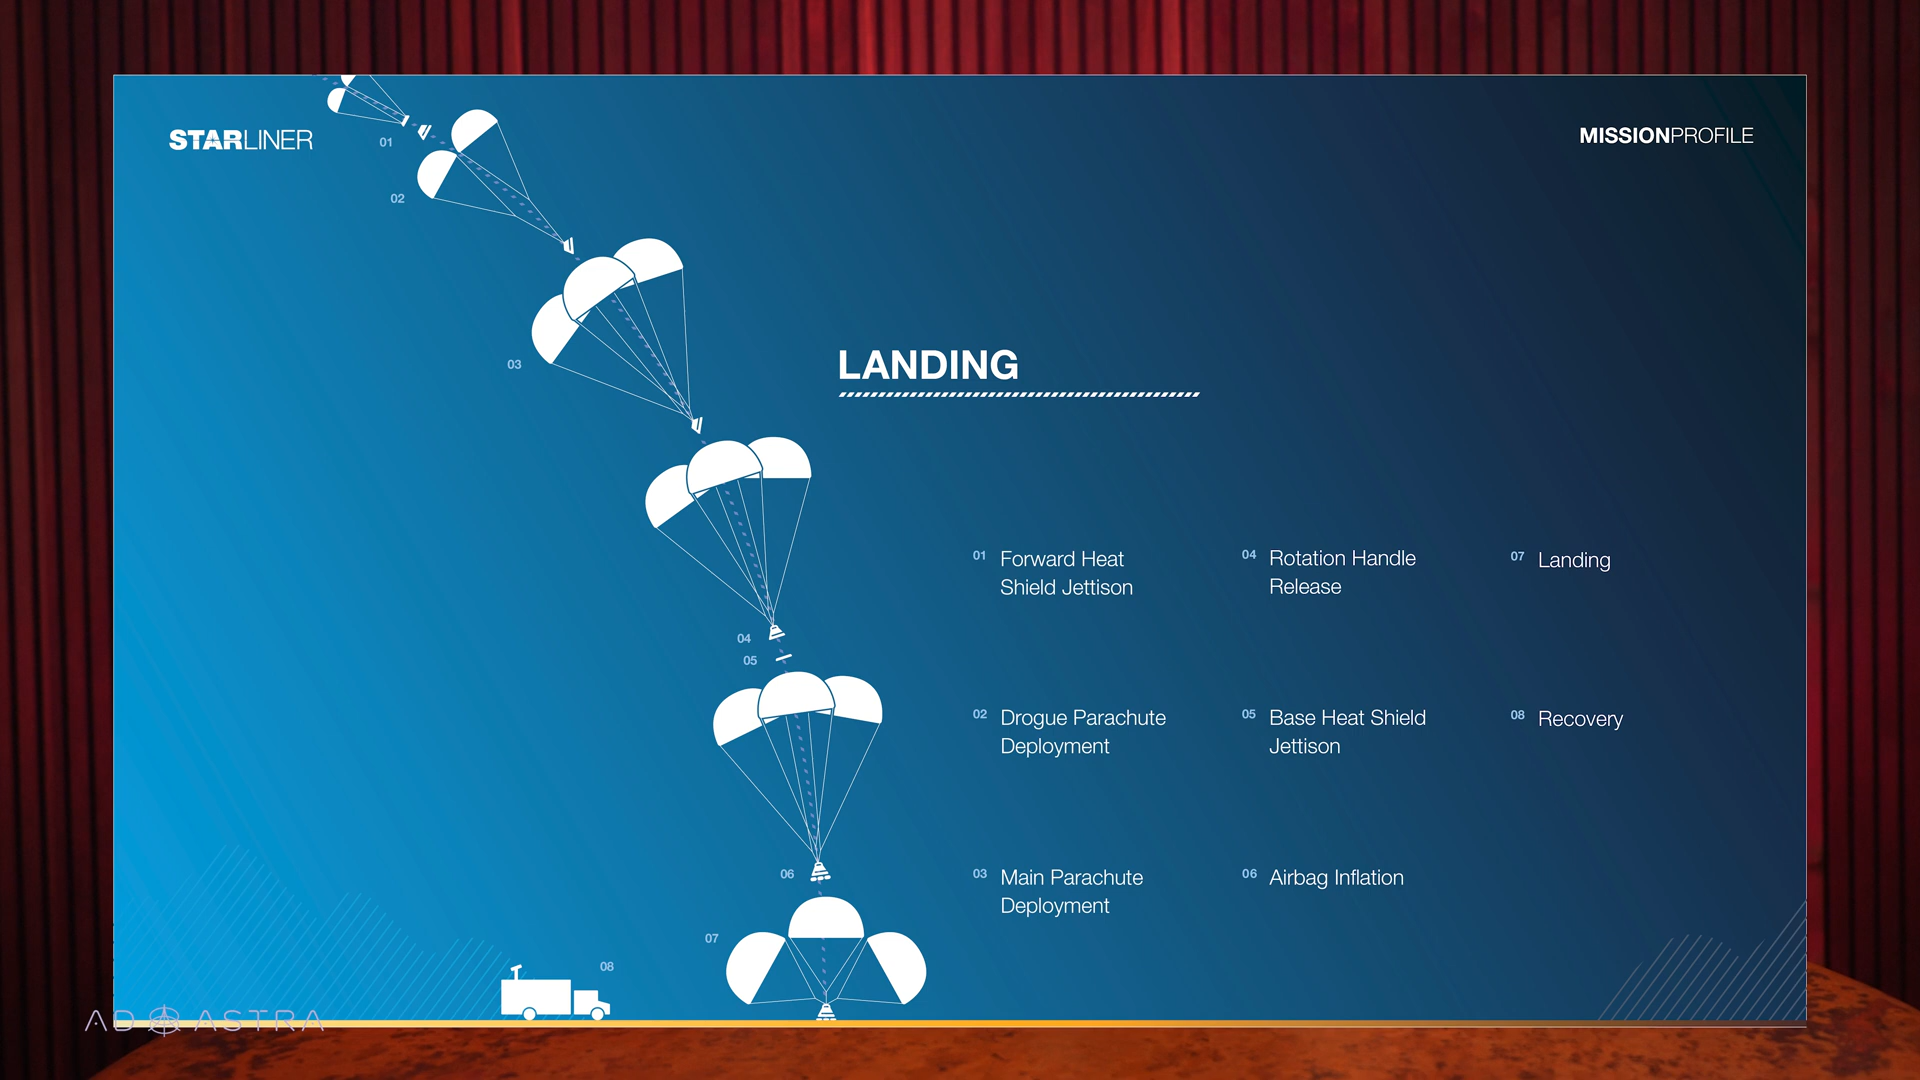 STARLINER
MISSIONPROFILE
01
02
03
04
05
06
07
08
LANDING
01 Forward Heat
Shield Jettison
02 Drogue Parachute
Deployment
03 Main Parachute
Deployment
04 Rotation Handle
Release
05 Base Heat Shield
Jettison
06 Airbag Inflation
07 Landing
08 Recovery
AD ASTRA